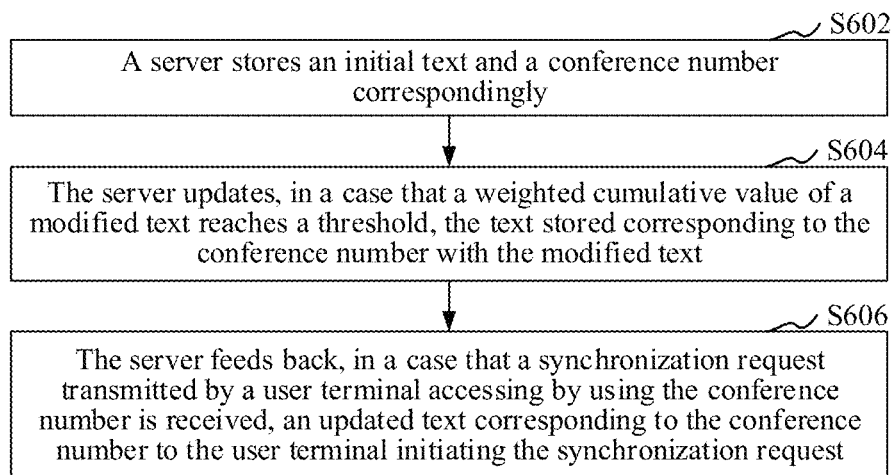 S602
A server stores an initial text and a conference number
correspondingly
S604
The server updates, in a case that a weighted cumulative value of a
modified text reaches a threshold, the text stored corresponding to the
conference number with the modified text
S606
The server feeds back, in a case that a synchronization request
transmitted by a user terminal accessing by using the conference
number is received, an updated text corresponding to the conference
number to the user terminal initiating the synchronization request